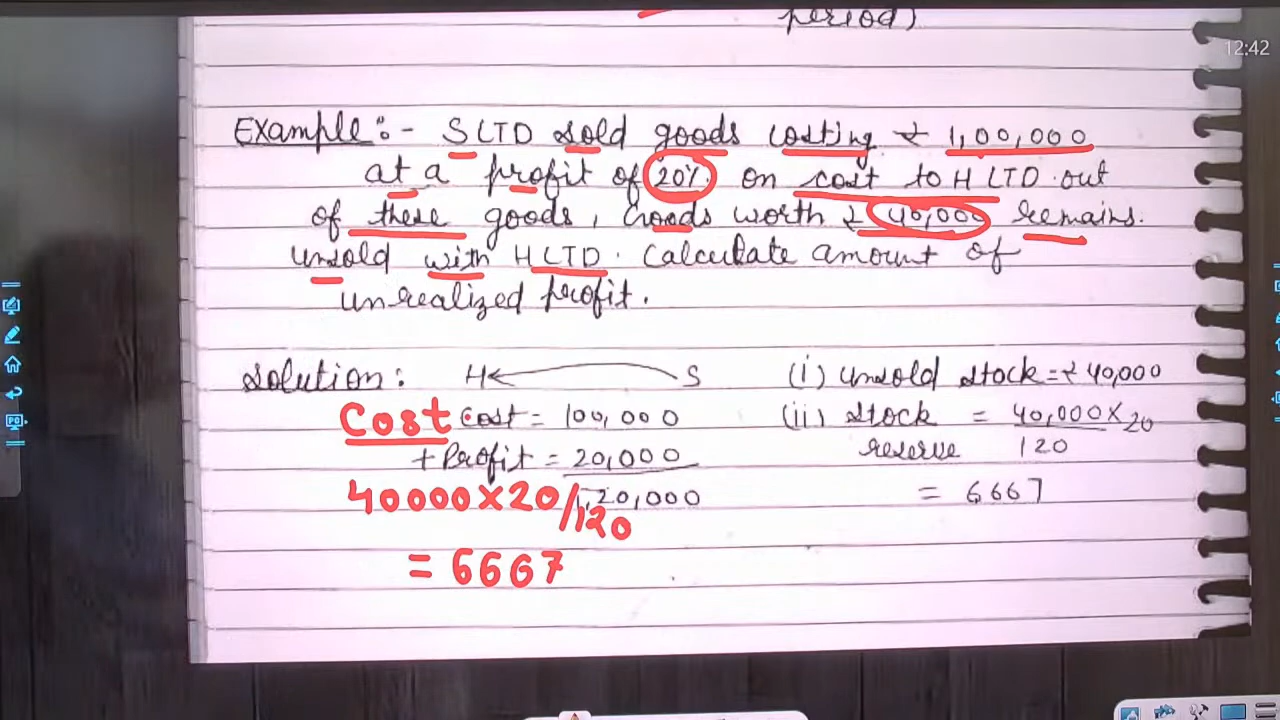 period)
12:42
Example:- S LTD sold goods costing ₹ 1,00,000
at a profit of 20% on cost to H LTD. out
of these goods, Goods worth ₹ 40,000 remains.
unsold with H LTD. Calculate amount of
unrealized profit.
Solution: H S (i) Unsold stock = ₹ 40,000
Cost Cost = 100,000 (ii) Stock = 40,000 X 20
+ Profit = 20,000 reserve 120
40000 X 20/120 1,20,000 = 6667
= 6667